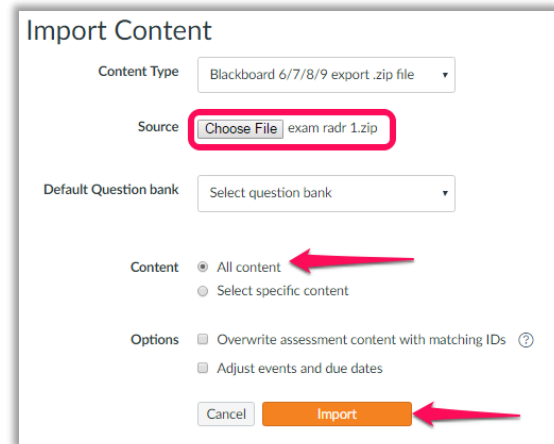 Import Content
Content Type Blackboard 6/7/8/9 export .zip file
Source Choose File exam radr 1.zip
Default Question bank Select question bank
Content All content
Select specific content
Options Overwrite assessment content with matching IDs ?
Adjust events and due dates
Cancel Import